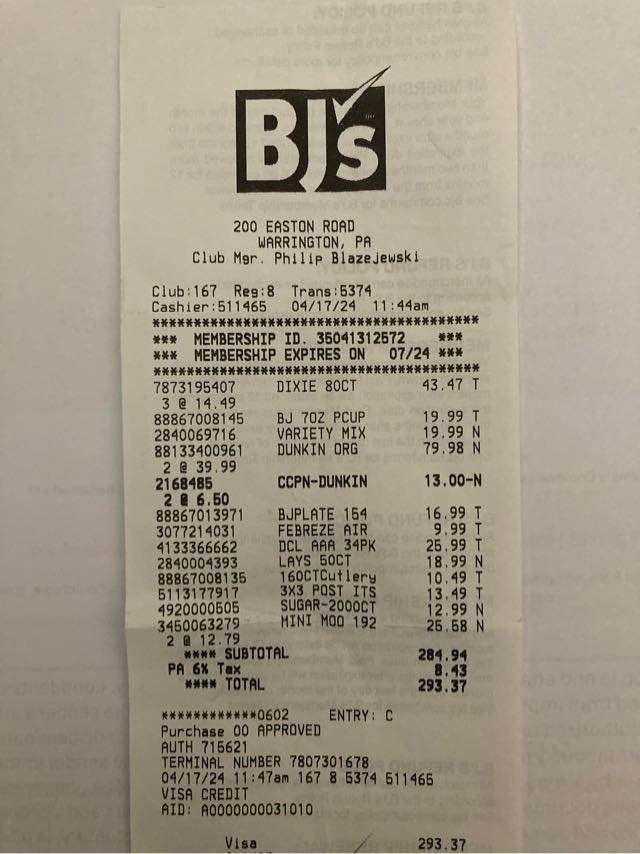 BJ's
200 EASTON ROAD
WARRINGTON, PA
Club Mgr. Philip Blazejewski
Club:167 Reg:8 Trans:5374
Cashier:511465 04/17/24 11:44am
*****************************************
*** MEMBERSHIP ID. 35041312572 ***
*** MEMBERSHIP EXPIRES ON 07/24 ***
*****************************************
7873195407 DIXIE 80CT 43.47 T
3 @ 14.49
88867008145 BJ 7OZ PCUP 19.99 T
2840069716 VARIETY MIX 19.99 N
88133400961 DUNKIN ORG 79.98 N
2 @ 39.99
2168485 CCPN-DUNKIN 13.00-N
2 @ 6.50
88867013971 BJPLATE 154 16.99 T
3077214031 FEBREZE AIR 9.99 T
4133366662 DCL AAA 34PK 25.99 T
2840004393 LAYS 50CT 18.99 N
88867008135 160CTCutlery 10.49 T
5113177917 3X3 POST ITS 13.49 T
4920000505 SUGAR-2000CT 12.99 N
3450063279 MINI MOO 192 25.58 N
2 @ 12.79
**** SUBTOTAL 284.94
PA 6% Tax 8.43
**** TOTAL 293.37
************0602 ENTRY: C
Purchase 00 APPROVED
AUTH 715621
TERMINAL NUMBER 7807301678
04/17/24 11:47am 167 8 5374 511465
VISA CREDIT
AID: A0000000031010
Visa 293.37